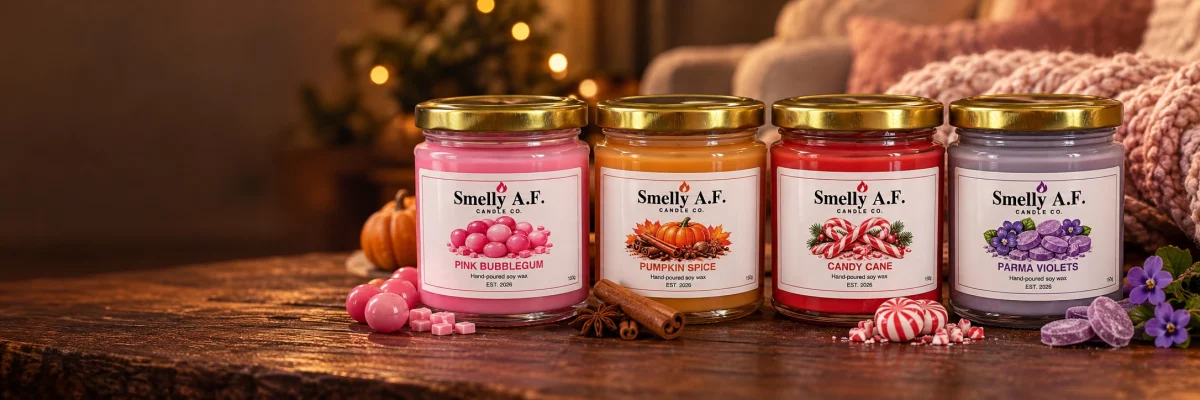 Smelly A.F.
CANDLE CO.
PINK BUBBLEGUM
Hand-poured soy wax
EST. 2026
Smelly A.F.
CANDLE CO.
PUMPKIN SPICE
Hand-poured soy wax
EST. 2026
Smelly A.F.
CANDLE CO.
CANDY CANE
Hand-poured soy wax
EST. 2026
Smelly A.F.
CANDLE CO.
PARMA VIOLETS
Hand-poured soy wax
EST. 2026